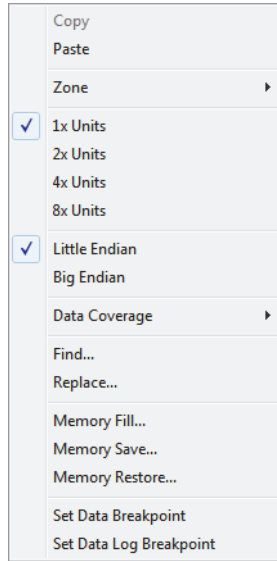 Copy
Paste
Zone
1x Units
2x Units
4x Units
8x Units
Little Endian
Big Endian
Data Coverage
Find...
Replace...
Memory Fill...
Memory Save...
Memory Restore...
Set Data Breakpoint
Set Data Log Breakpoint